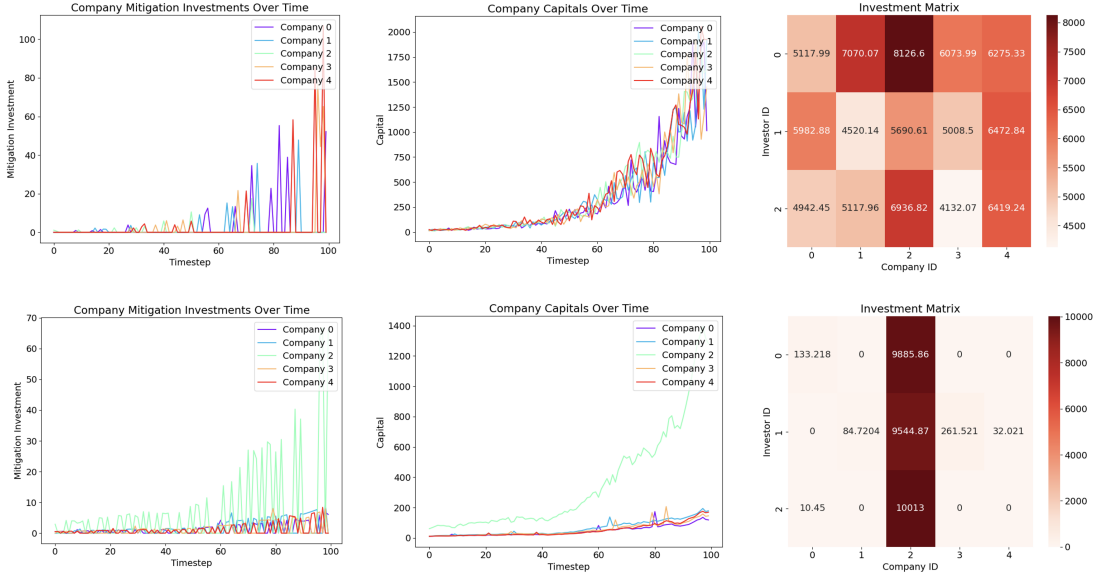 Company Mitigation Investments Over Time
Mitigation Investment
100
80
60
40
20
0
Company 0
Company 1
Company 2
Company 3
Company 4
0 20 40 60 80 100
Timestep
Company Capitals Over Time
Capital
2000
1750
1500
1250
1000
750
500
250
0
Company 0
Company 1
Company 2
Company 3
Company 4
0 20 40 60 80 100
Timestep
Investment Matrix
Investor ID
0 5117.99 7070.07 8126.6 6073.99 6275.33
1 5982.88 4520.14 5690.61 5008.5 6472.84
2 4942.45 5117.96 6936.82 4132.07 6419.24
0 1 2 3 4
Company ID
8000
7500
7000
6500
6000
5500
5000
4500
Company Mitigation Investments Over Time
Mitigation Investment
70
60
50
40
30
20
10
0
Company 0
Company 1
Company 2
Company 3
Company 4
0 20 40 60 80 100
Timestep
Company Capitals Over Time
Capital
1400
1200
1000
800
600
400
200
0
Company 0
Company 1
Company 2
Company 3
Company 4
0 20 40 60 80 100
Timestep
Investment Matrix
Investor ID
0 133.218 0 9885.86 0 0
1 0 84.7204 9544.87 261.521 32.021
2 10.45 0 10013 0 0
0 1 2 3 4
Company ID
10000
8000
6000
4000
2000
0